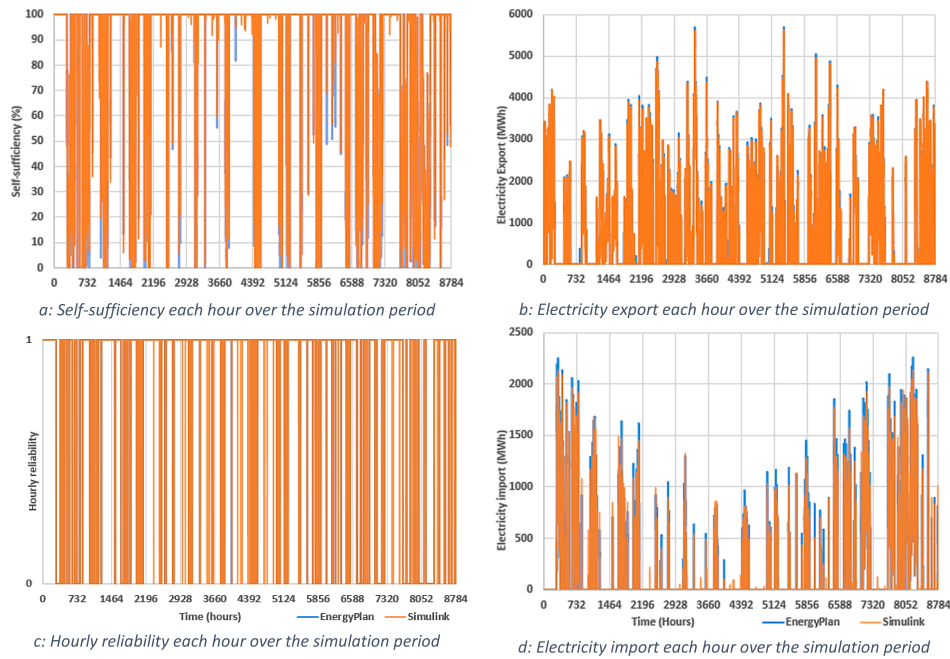 100
90
80
70
60
50
40
30
20
10
0
Self-sufficiency (%)
0 732 1464 2196 2928 3660 4392 5124 5856 6588 7320 8052 8784
a: Self-sufficiency each hour over the simulation period
6000
5000
4000
3000
2000
1000
0
Electricity Export (MWh)
0 732 1464 2196 2928 3660 4992 5124 5856 6588 7320 8058 8784
b: Electricity export each hour over the simulation period
1
0
Hourly reliability
0 732 1464 2196 2928 3660 4392 5124 5856 6588 7320 8052 8784
Time (hours)
EnergyPlan
Simulink
c: Hourly reliability each hour over the simulation period
2500
2000
1500
1000
500
0
Electricity import (MWh)
0 732 1464 2196 2928 3660 4992 5124 5856 6588 7320 8058 8784
Time (Hours)
EnergyPlan
Simulink
d: Electricity import each hour over the simulation period